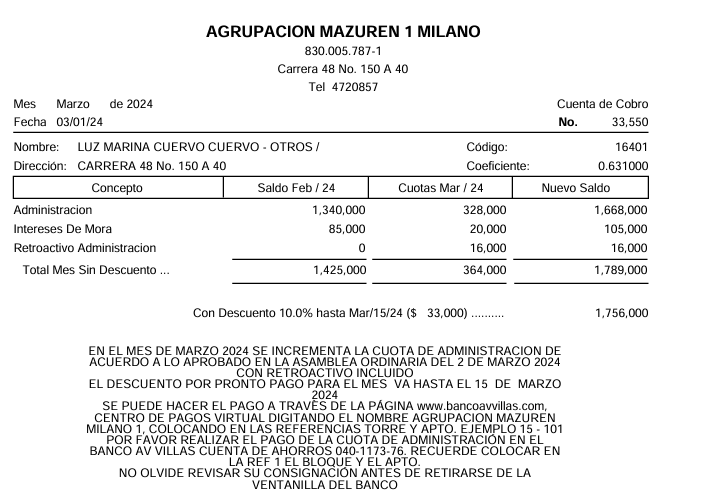 AGRUPACION MAZUREN 1 MILANO
830.005.787-1
Carrera 48 No. 150 A 40
Tel 4720857
Mes Marzo de 2024 Cuenta de Cobro
Fecha 03/01/24 No. 33,550
Nombre: LUZ MARINA CUERVO CUERVO - OTROS / Código: 16401
Dirección: CARRERA 48 No. 150 A 40 Coeficiente: 0.631000
Concepto Saldo Feb / 24 Cuotas Mar / 24 Nuevo Saldo
Administracion 1,340,000 328,000 1,668,000
Intereses De Mora 85,000 20,000 105,000
Retroactivo Administracion 0 16,000 16,000
Total Mes Sin Descuento ... 1,425,000 364,000 1,789,000
Con Descuento 10.0% hasta Mar/15/24 ($ 33,000) .......... 1,756,000
EN EL MES DE MARZO 2024 SE INCREMENTA LA CUOTA DE ADMINISTRACION DE
ACUERDO A LO APROBADO EN LA ASAMBLEA ORDINARIA DEL 2 DE MARZO 2024
CON RETROACTIVO INCLUIDO
EL DESCUENTO POR PRONTO PAGO PARA EL MES VA HASTA EL 15 DE MARZO
2024
SE PUEDE HACER EL PAGO A TRAVÉS DE LA PÁGINA www.bancoavvillas.com,
CENTRO DE PAGOS VIRTUAL DIGITANDO EL NOMBRE AGRUPACION MAZUREN
MILANO 1, COLOCANDO EN LAS REFERENCIAS TORRE Y APTO. EJEMPLO 15 - 101
POR FAVOR REALIZAR EL PAGO DE LA CUOTA DE ADMINISTRACIÓN EN EL
BANCO AV VILLAS CUENTA DE AHORROS 040-1173-76. RECUERDE COLOCAR EN
LA REF 1 EL BLOQUE Y EL APTO.
NO OLVIDE REVISAR SU CONSIGNACIÓN ANTES DE RETIRARSE DE LA
VENTANILLA DEL BANCO